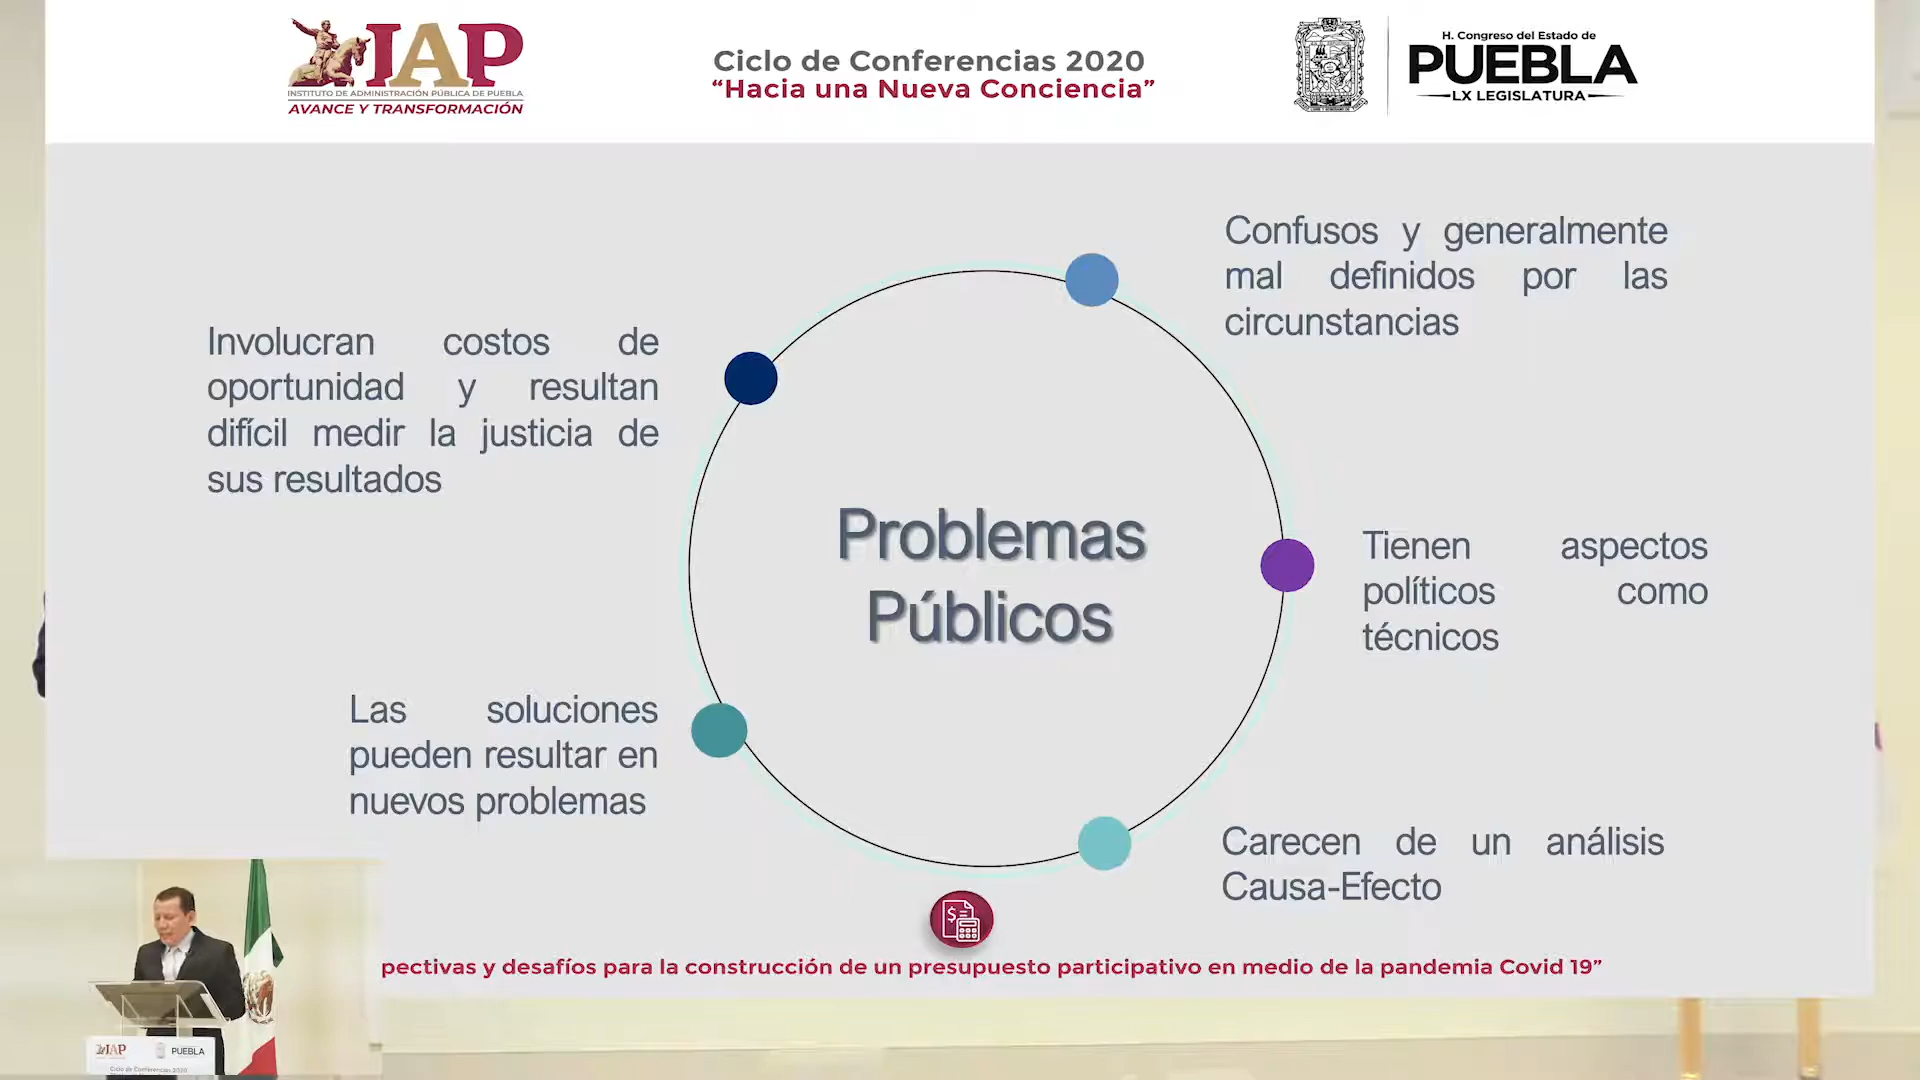 IAP
INSTITUTO DE ADMINISTRACIÓN PÚBLICA DE PUEBLA
AVANCE Y TRANSFORMACIÓN
Ciclo de Conferencias 2020
“Hacia una Nueva Conciencia”
H. Congreso del Estado de
PUEBLA
LX LEGISLATURA
Confusos y generalmente
mal definidos por las
circunstancias
Involucran costos de
oportunidad y resultan
difícil medir la justicia de
sus resultados
Problemas
Públicos
Tienen aspectos
políticos como
técnicos
Las soluciones
pueden resultar en
nuevos problemas
Carecen de un análisis
Causa-Efecto
$
pectivas y desafíos para la construcción de un presupuesto participativo en medio de la pandemia Covid 19”
IAP
PUEBLA
Ciclo de Conferencias 2020